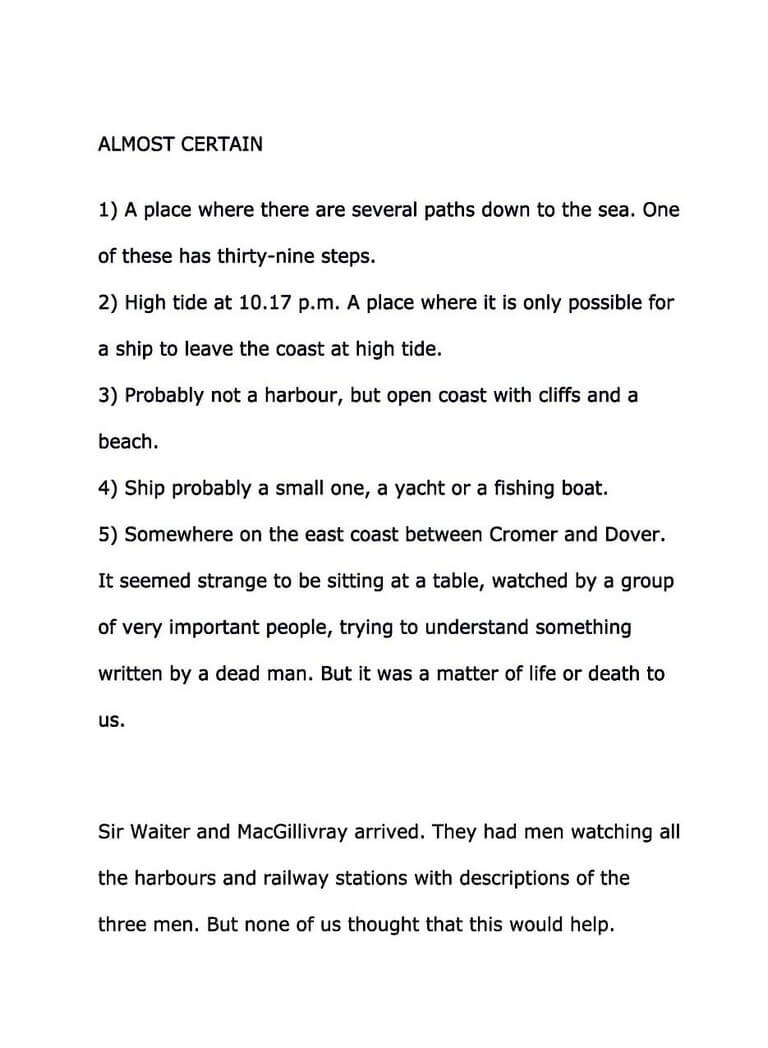 ALMOST CERTAIN
1) A place where there are several paths down to the sea. One
of these has thirty-nine steps.
2) High tide at 10.17 p.m. A place where it is only possible for
a ship to leave the coast at high tide.
3) Probably not a harbour, but open coast with cliffs and a
beach.
4) Ship probably a small one, a yacht or a fishing boat.
5) Somewhere on the east coast between Cromer and Dover.
It seemed strange to be sitting at a table, watched by a group
of very important people, trying to understand something
written by a dead man. But it was a matter of life or death to
us.
Sir Waiter and MacGillivray arrived. They had men watching all
the harbours and railway stations with descriptions of the
three men. But none of us thought that this would help.